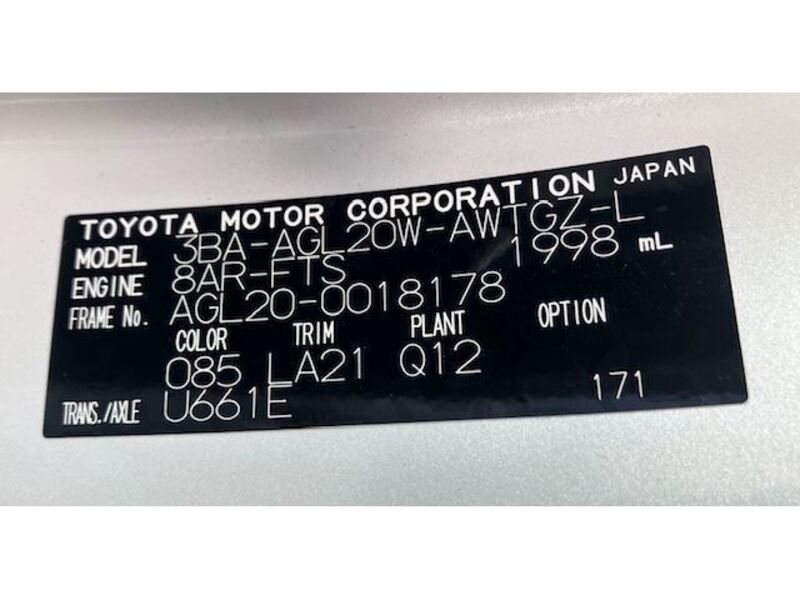 TOYOTA MOTOR CORPORATION JAPAN
MODEL 3BA-AGL20W-AWTGZ-L
ENGINE 8AR-FTS 1998 mL
FRAME No. AGL20-0018178
COLOR TRIM PLANT OPTION
085 LA21 Q12
TRANS./AXLE U661E 171